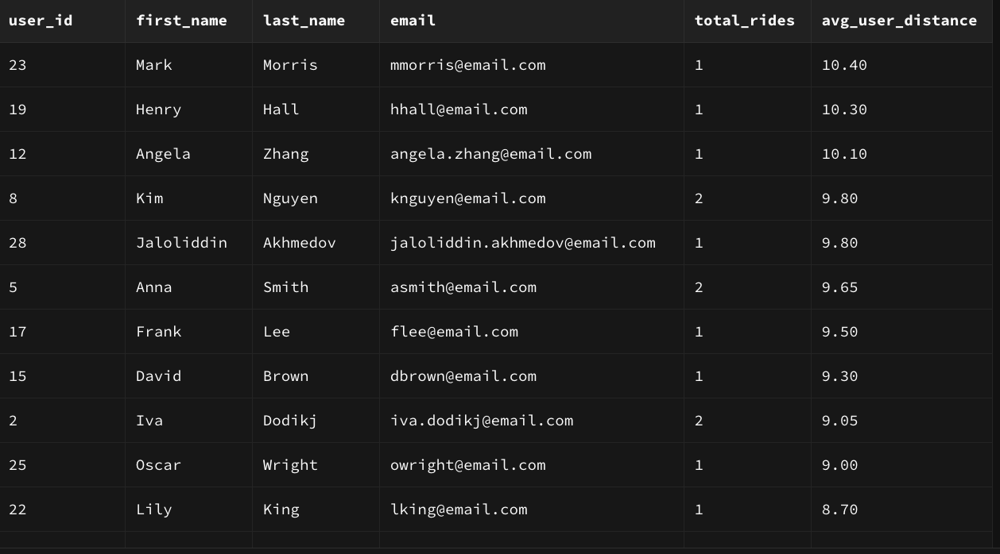 user_id first_name last_name email total_rides avg_user_distance
23 Mark Morris mmorris@email.com 1 10.40
19 Henry Hall hhall@email.com 1 10.30
12 Angela Zhang angela.zhang@email.com 1 10.10
8 Kim Nguyen knguyen@email.com 2 9.80
28 Jaloliddin Akhmedov jaloliddin.akhmedov@email.com 1 9.80
5 Anna Smith asmith@email.com 2 9.65
17 Frank Lee flee@email.com 1 9.50
15 David Brown dbrown@email.com 1 9.30
2 Iva Dodikj iva.dodikj@email.com 2 9.05
25 Oscar Wright owright@email.com 1 9.00
22 Lily King lking@email.com 1 8.70